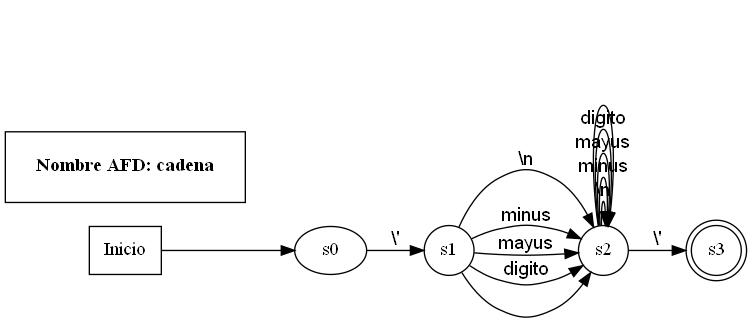 Nombre AFD: cadena
Inicio
s0
\'
s1
\n
minus
mayus
digito
digito
mayus
minus
s2
\'
s3